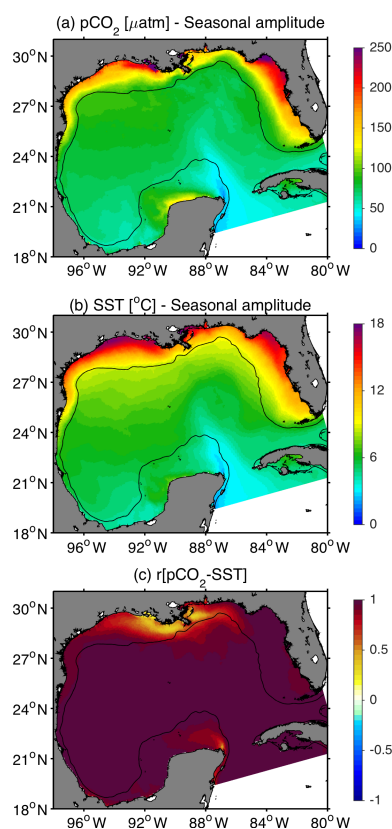 (a) pCO₂ [µatm] - Seasonal amplitude
30°N
27°N
24°N
21°N
18°N
96°W 92°W 88°W 84°W 80°W
250
200
150
100
50
0
(b) SST [°C] - Seasonal amplitude
30°N
27°N
24°N
21°N
18°N
96°W 92°W 88°W 84°W 80°W
18
12
6
0
(c) r[pCO₂-SST]
30°N
27°N
24°N
21°N
18°N
96°W 92°W 88°W 84°W 80°W
1
0.5
0
-0.5
-1